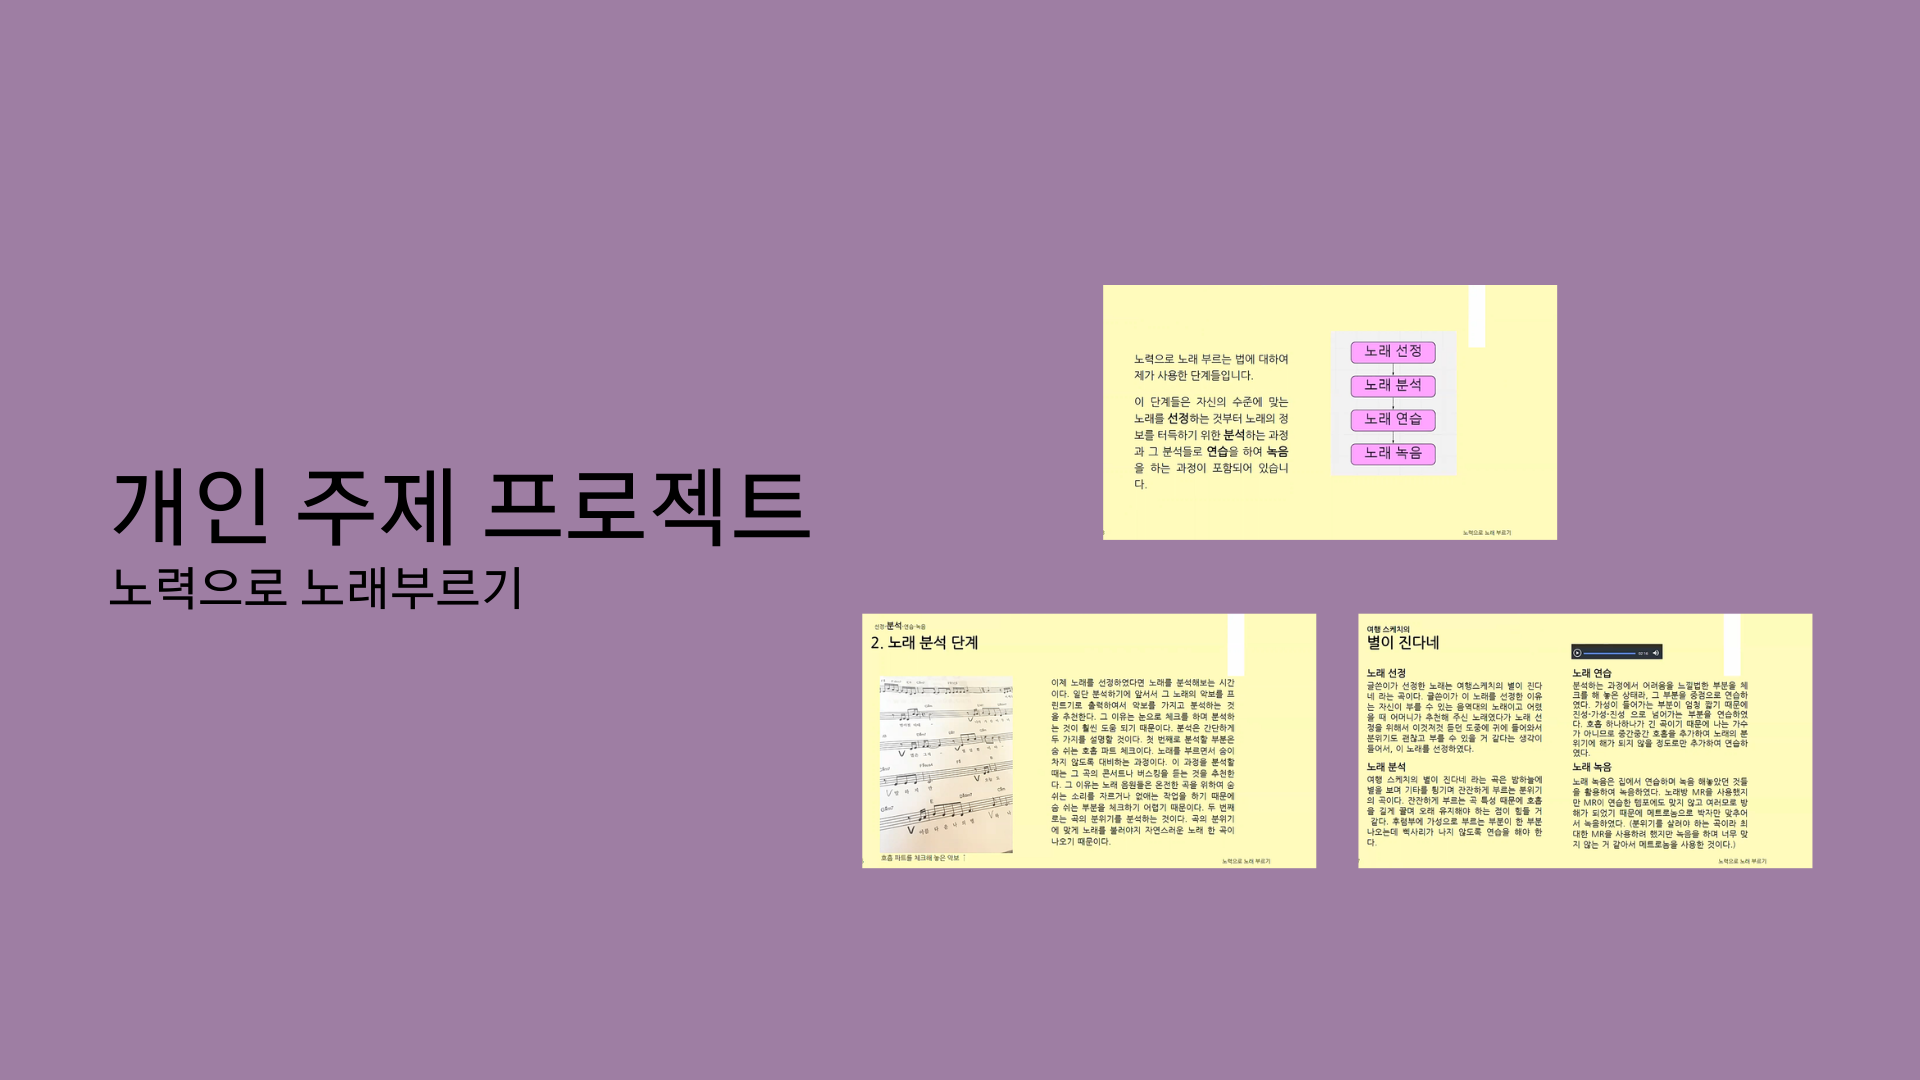 개인 주제 프로젝트
노력으로 노래부르기
노력으로 노래 부르는 법에 대하여
제가 사용한 단계들입니다.
이 단계들은 자신의 수준에 맞는
노래를 선정하는 것부터 노래의 정
보를 터득하기 위한 분석하는 과정
과 그 분석들로 연습을 하여 녹음
을 하는 과정이 포함되어 있습니
다.
노래 선정
노래 분석
노래 연습
노래 녹음
노력으로 노래 부르기
선정-분석-연습-녹음
2. 노래 분석 단계
호흡 파트를 체크해 놓은 악보
이제 노래를 선정하였다면 노래를 분석해보는 시간
이다. 일단 분석하기에 앞서서 그 노래의 악보를 프
린트기로 출력하여서 악보를 가지고 분석하는 것
을 추천한다. 그 이유는 눈으로 체크를 하며 분석하
는 것이 훨씬 도움 되기 때문이다. 분석은 간단하게
두 가지를 설명할 것이다. 첫 번째로 분석할 부분은
숨 쉬는 호흡 파트 체크이다. 노래를 부르면서 숨이
차지 않도록 대비하는 과정이다. 이 과정을 분석할
때는 그 곡의 콘서트나 버스킹을 듣는 것을 추천한
다. 그 이유는 노래 음원들은 온전한 곡을 위하여 숨
쉬는 소리를 자르거나 없애는 작업을 하기 때문에
숨 쉬는 부분을 체크하기 어렵기 때문이다. 두 번째
로는 곡의 분위기를 분석하는 것이다. 곡의 분위기
에 맞게 노래를 불러야지 자연스러운 노래 한 곡이
나오기 때문이다.
노력으로 노래 부르기
여행 스케치의
별이 진다네
노래 선정
글쓴이가 선정한 노래는 여행스케치의 별이 진다
네 라는 곡이다. 글쓴이가 이 노래를 선정한 이유
는 자신이 부를 수 있는 음역대의 노래이고 어렸
을 때 어머니가 추천해 주신 노래였다가 노래 선
정을 위해서 이것저것 듣던 도중에 귀에 들어와서
분위기도 괜찮고 부를 수 있을 거 같다는 생각이
들어서, 이 노래를 선정하였다.
노래 분석
여행 스케치의 별이 진다네 라는 곡은 밤하늘에
별을 보며 기타를 튕기며 잔잔하게 부르는 분위기
의 곡이다. 잔잔하게 부르는 곡 특성 때문에 호흡
을 길게 끌며 오래 유지해야 하는 점이 힘들 거
같다. 후렴부에 가성으로 부르는 부분이 한 부분
나오는데 삑사리가 나지 않도록 연습을 해야 한
다.
노래 연습
분석하는 과정에서 어려움을 느낄법한 부분을 체
크를 해 놓은 상태라, 그 부분을 중점으로 연습하
였다. 가성이 들어가는 부분이 엄청 짧기 때문에
진성-가성-진성 으로 넘어가는 부분을 연습하였
다. 호흡 하나하나가 긴 곡이기 때문에 나는 가수
가 아니므로 중간중간 호흡을 추가하여 노래의 분
위기에 해가 되지 않을 정도로만 추가하여 연습하
였다.
노래 녹음
노래 녹음은 집에서 연습하며 녹음 해놓았던 것들
을 활용하여 녹음하였다. 노래방 MR을 사용했지
만 MR이 연습한 템포에도 맞지 않고 여러모로 방
해가 되었기 때문에 메트로놈으로 박자만 맞추어
서 녹음하였다. (분위기를 살려야 하는 곡이라 최
대한 MR을 사용하려 했지만 녹음을 하며 너무 맞
지 않는 거 같아서 메트로놈을 사용한 것이다.)
노력으로 노래 부르기